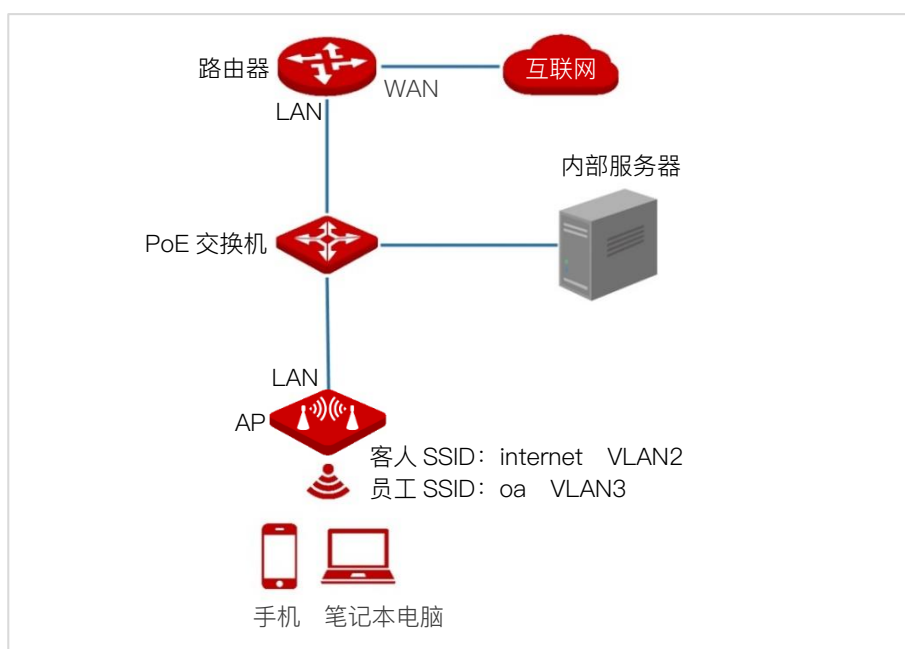 路由器
互联网
WAN
LAN
内部服务器
PoE 交换机
LAN
AP
客人 SSID：internet VLAN2
员工 SSID：oa VLAN3
手机 笔记本电脑